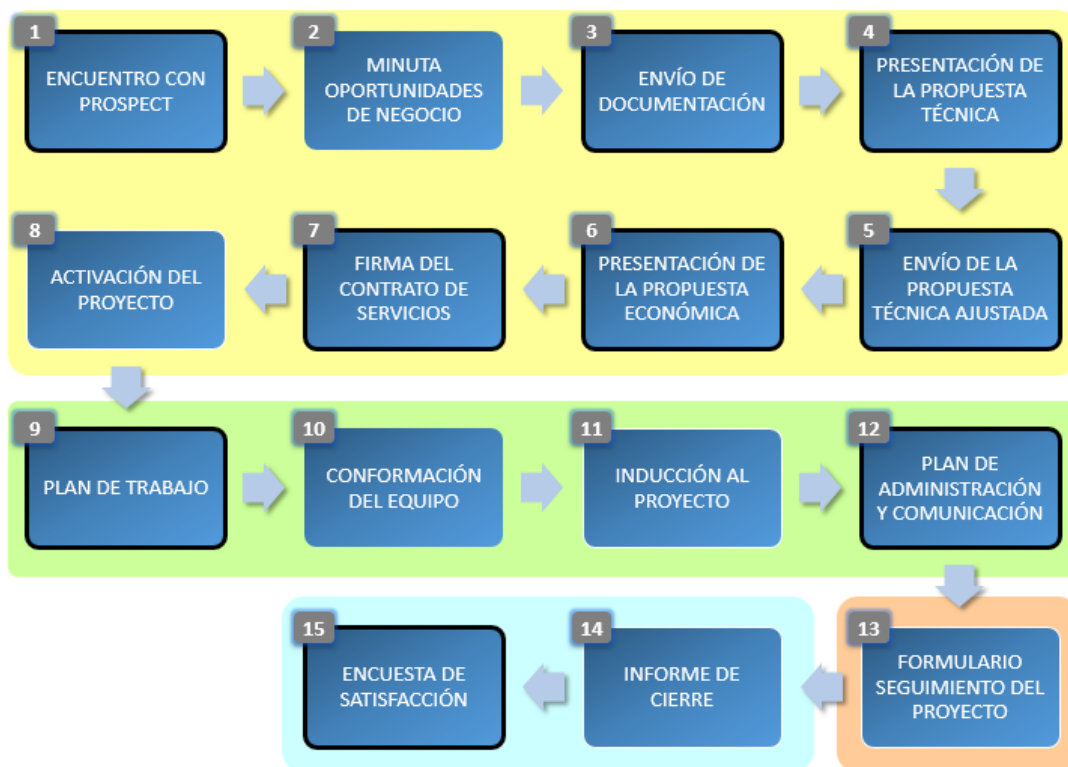 1
ENCUENTRO CON
PROSPECT
2
MINUTA
OPORTUNIDADES
DE NEGOCIO
3
ENVÍO DE
DOCUMENTACIÓN
4
PRESENTACIÓN DE
LA PROPUESTA
TÉCNICA
5
ENVÍO DE LA
PROPUESTA
TÉCNICA AJUSTADA
6
PRESENTACIÓN DE
LA PROPUESTA
ECONÓMICA
7
FIRMA DEL
CONTRATO DE
SERVICIOS
8
ACTIVACIÓN DEL
PROYECTO
9
PLAN DE TRABAJO
10
CONFORMACIÓN
DEL EQUIPO
11
INDUCCIÓN AL
PROYECTO
12
PLAN DE
ADMINISTRACIÓN
Y COMUNICACIÓN
13
FORMULARIO
SEGUIMIENTO DEL
PROYECTO
14
INFORME DE
CIERRE
15
ENCUESTA DE
SATISFACCIÓN